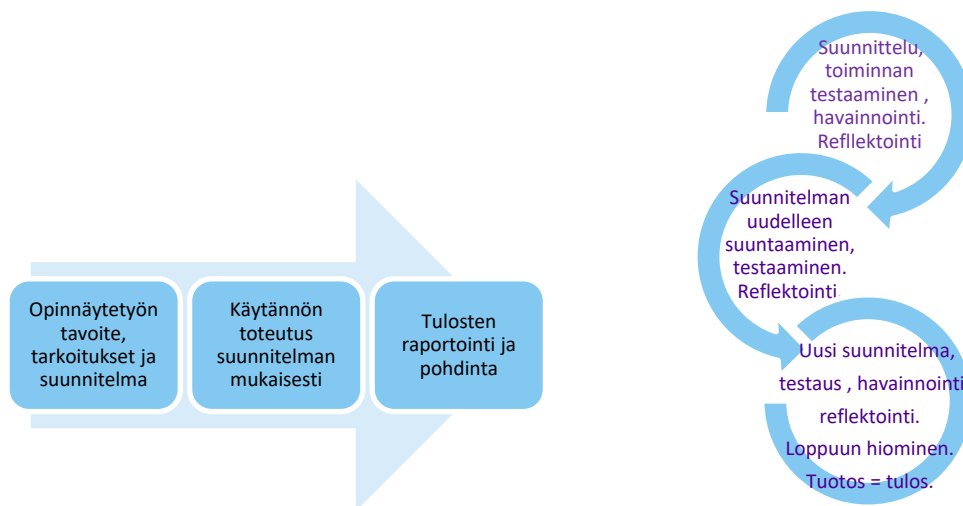 Opinnäytetyön
tavoite,
tarkoitukset ja
suunnitelma
Käytännön
toteutus
suunnitelman
mukaisesti
Tulosten
raportointi ja
pohdinta
Suunnittelu,
toiminnan
testaaminen ,
havainnointi.
Refllektointi
Suunnitelman
uudelleen
suuntaaminen,
testaaminen.
Reflektointi
Uusi suunnitelma,
testaus , havainnointi
reflektointi.
Loppuun hiominen.
Tuotos = tulos.